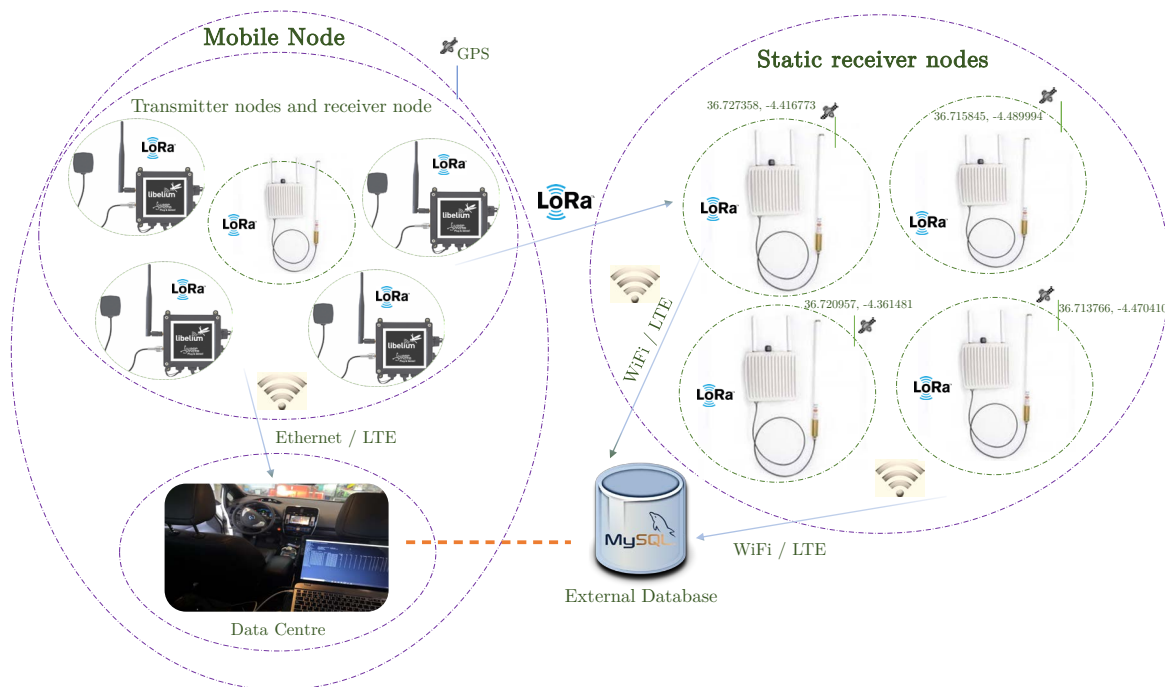 Mobile Node
GPS
Transmitter nodes and receiver node
LoRa
libelium
LoRa
LoRa
libelium
LoRa
libelium
LoRa
libelium
Ethernet / LTE
Data Centre
LoRa
Static receiver nodes
36.727358, -4.416773
36.715845, -4.489994
LoRa
LoRa
WiFi / LTE
36.720957, -4.361481
36.713766, -4.470410
LoRa
LoRa
MySQL
WiFi / LTE
External Database